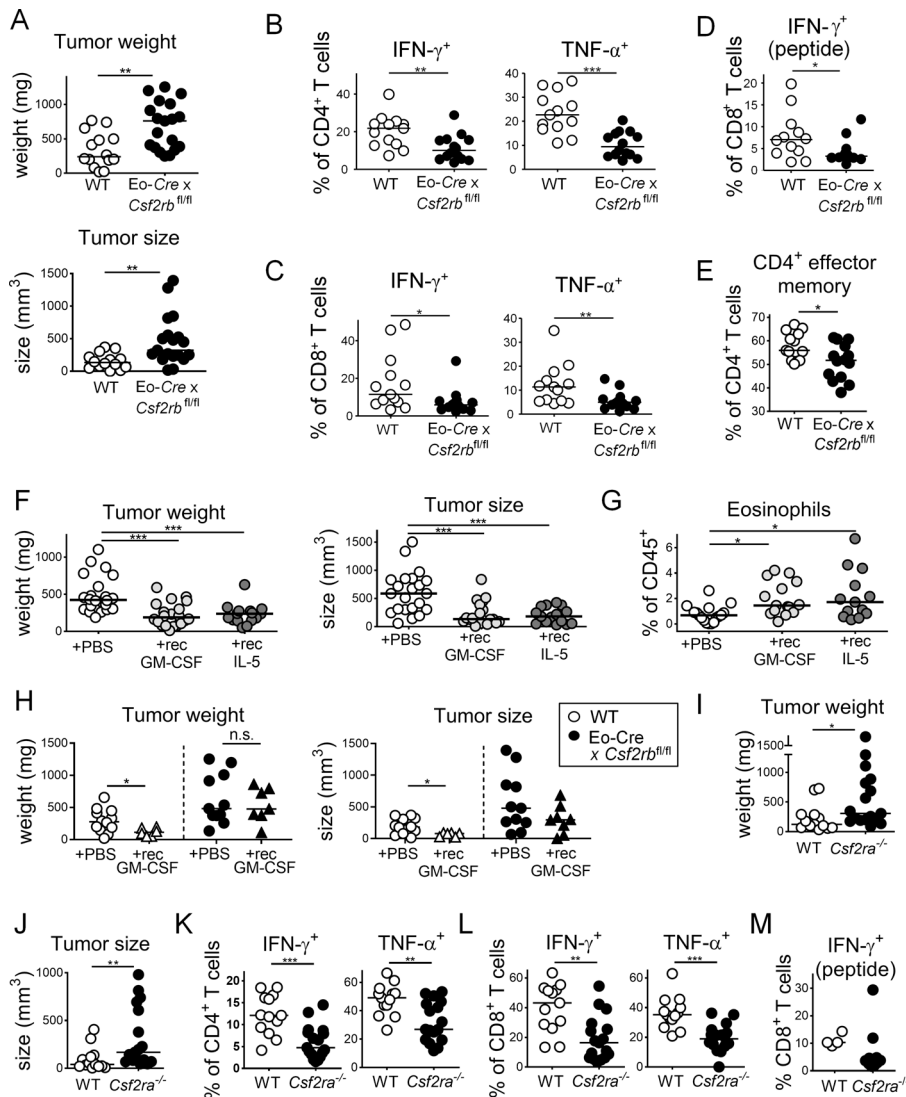 A
Tumor weight
weight (mg)
1000
500
0
**
WT
Eo-Cre x
Csf2rb fl/fl
Tumor size
size (mm³)
1500
1000
500
0
**
WT
Eo-Cre x
Csf2rb fl/fl
B
% of CD4⁺ T cells
IFN-γ⁺
60
40
20
0
**
WT
Eo-Cre x
Csf2rb fl/fl
TNF-α⁺
40
30
20
10
0
***
WT
Eo-Cre x
Csf2rb fl/fl
C
% of CD8⁺ T cells
IFN-γ⁺
60
40
20
0
*
WT
Eo-Cre x
Csf2rb fl/fl
TNF-α⁺
40
30
20
10
0
**
WT
Eo-Cre x
Csf2rb fl/fl
D
IFN-γ⁺
(peptide)
% of CD8⁺ T cells
20
15
10
5
0
*
WT
Eo-Cre x
Csf2rb fl/fl
E
CD4⁺ effector
memory
% of CD4⁺ T cells
70
60
50
40
30
*
WT
Eo-Cre x
Csf2rb fl/fl
F
Tumor weight
weight (mg)
1000
500
0
***
***
+PBS
+rec
GM-CSF
+rec
IL-5
Tumor size
size (mm³)
1500
1000
500
0
***
***
+PBS
+rec
GM-CSF
+rec
IL-5
G
Eosinophils
% of CD45⁺
6
4
2
0
*
*
+PBS
+rec
GM-CSF
+rec
IL-5
H
Tumor weight
weight (mg)
1500
1000
500
0
*
n.s.
+PBS
+rec
GM-CSF
+PBS
+rec
GM-CSF
Tumor size
size (mm³)
1500
1000
500
0
*
+PBS
+rec
GM-CSF
+PBS
+rec
GM-CSF
WT
Eo-Cre
x Csf2rb fl/fl
I
Tumor weight
weight (mg)
1500
1000
500
0
*
WT
Csf2ra⁻/⁻
J
Tumor size
size (mm³)
1000
500
0
**
WT
Csf2ra⁻/⁻
K
% of CD4⁺ T cells
IFN-γ⁺
20
15
10
5
0
***
WT
Csf2ra⁻/⁻
TNF-α⁺
60
40
20
0
**
WT
Csf2ra⁻/⁻
L
% of CD8⁺ T cells
IFN-γ⁺
60
40
20
0
**
WT
Csf2ra⁻/⁻
TNF-α⁺
60
40
20
0
***
WT
Csf2ra⁻/⁻
M
IFN-γ⁺
(peptide)
% CD8⁺ T cells
30
20
10
0
WT
Csf2ra⁻/